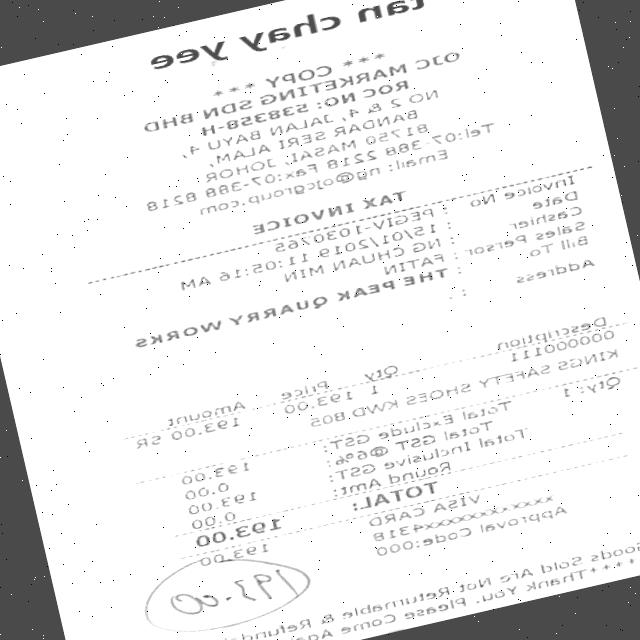 tan chay yee
*** COPY ***
OJC MARKETING SDN BHD
ROC NO: 538358-H
NO 2 & 4, JALAN BAYU 4,
BANDAR SERI ALAM,
81750 MASAI, JOHOR
Tel:07-388 2218 Fax:07-388 8218
Email: ng@ojcgroup.com
TAX INVOICE
Invoice No : PEGIV-1030765
Date : 15/01/2019 11:05:16 AM
Cashier : NG CHUAN MIN
Sales Person : FATIN
Bill To : THE PEAK QUARRY WORKS
Address : .
Description Qty Price Amount
000000111 1 193.00 193.00 SR
KINGS SAFETY SHOES KWD B05
Qty: 1 Total Exclude GST: 193.00
Total GST @6%: 0.00
Total Inclusive GST: 193.00
Round Amt: 0.00
TOTAL: 193.00
VISA CARD 193.00
xxxxxxxxxxxx4318
Approval Code:000
193.00
Goods Sold Are Not Returnable & Refund
****Thank You. Please Come Aga